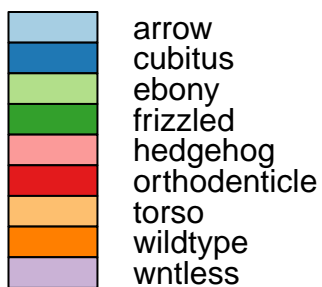 arrow
cubitus
ebony
frizzled
hedgehog
orthodenticle
torso
wildtype
wntless